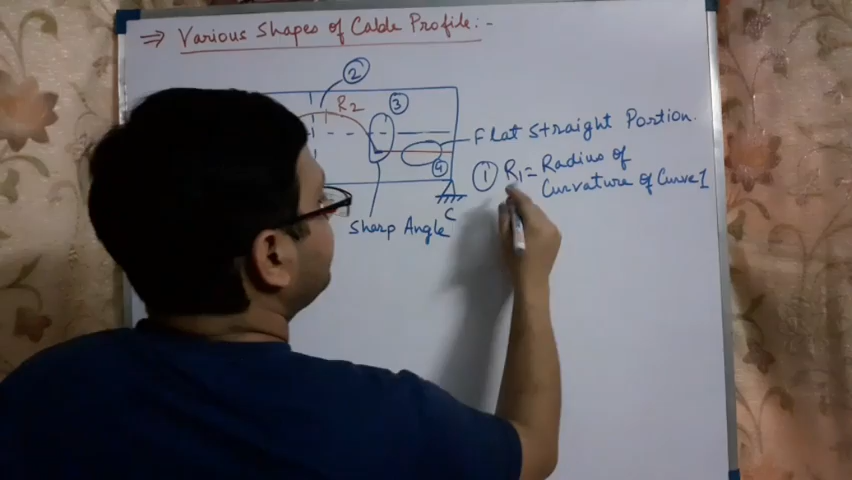 ⇒ Various Shapes of Cable Profile:-
2
R2
3
Flat Straight Portion.
4
1 R1 = Radius of
Curvature of Curve 1
C
Sharp Angle